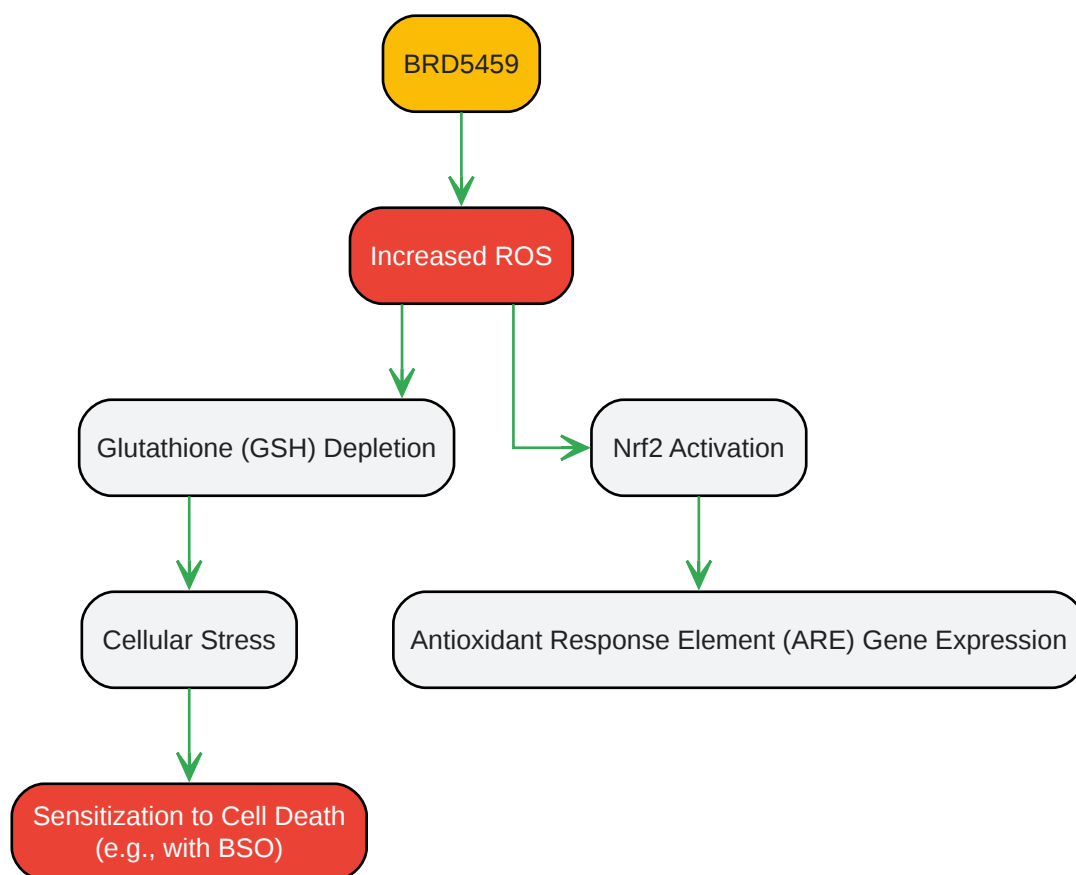 BRD5459
Increased ROS
Glutathione (GSH) Depletion
Nrf2 Activation
Cellular Stress
Antioxidant Response Element (ARE) Gene Expression
Sensitization to Cell Death
(e.g., with BSO)